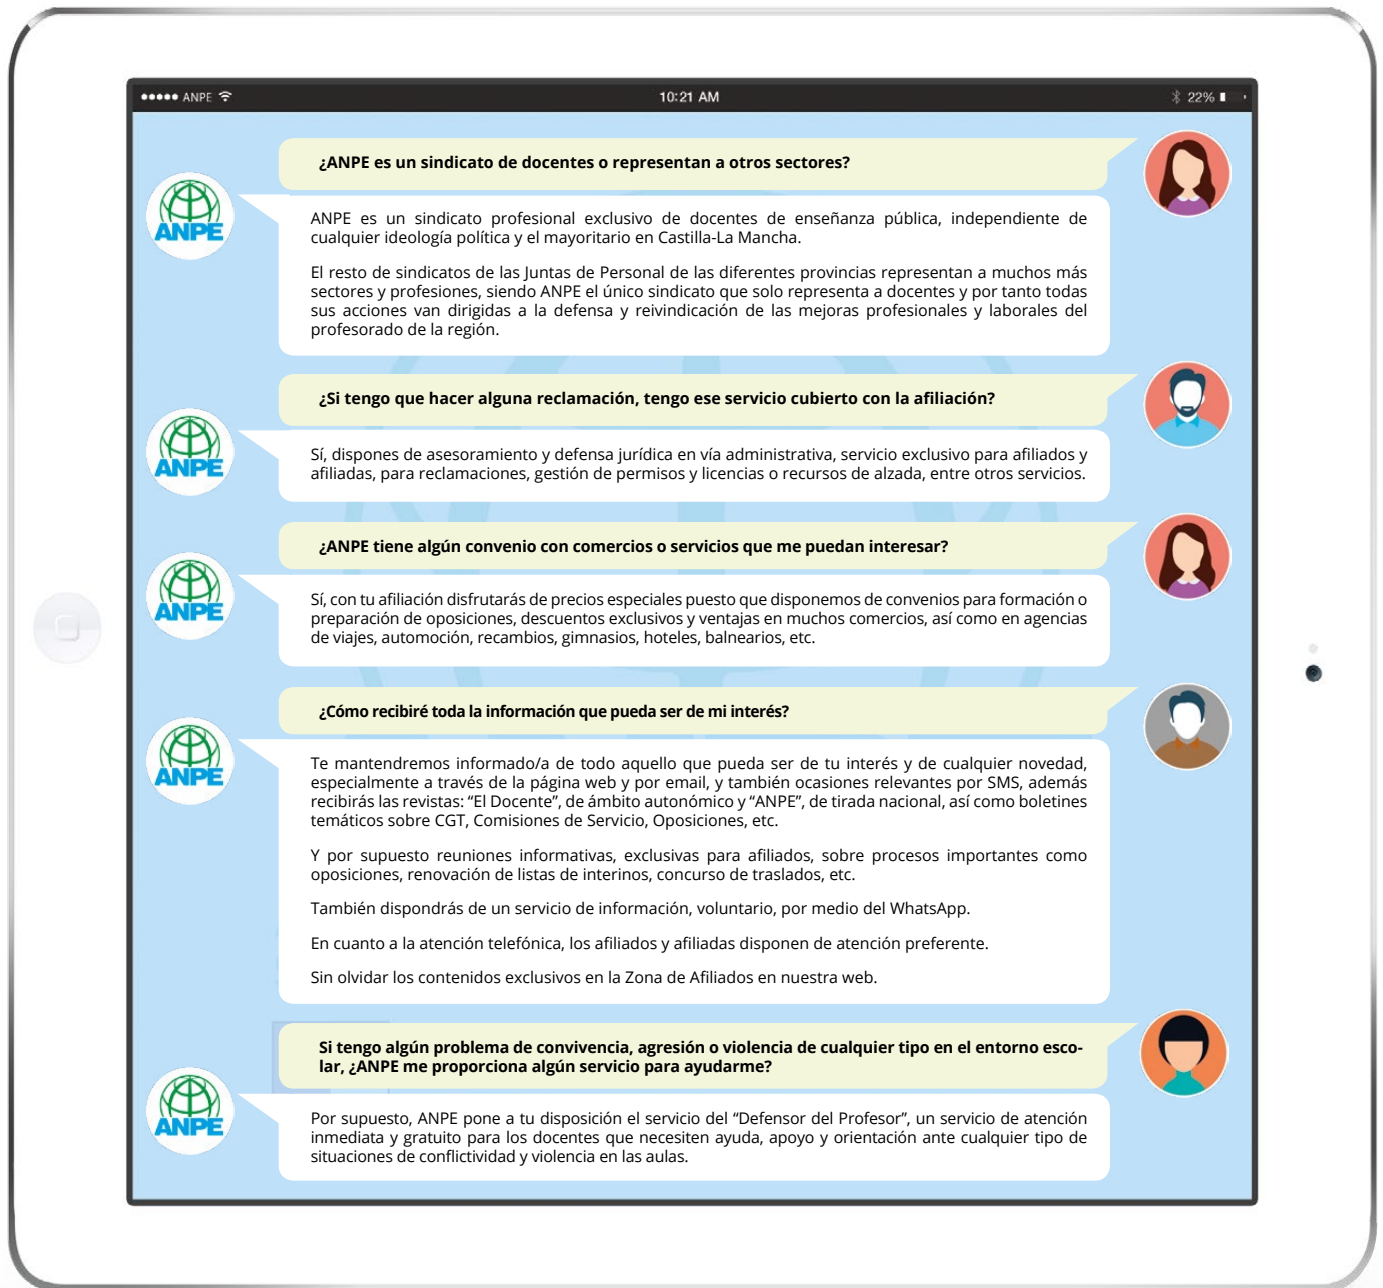 ANPE 10:21 AM 22%
¿ANPE es un sindicato de docentes o representan a otros sectores?
ANPE
ANPE es un sindicato profesional exclusivo de docentes de enseñanza pública, independiente de
cualquier ideología política y el mayoritario en Castilla-La Mancha.
El resto de sindicatos de las Juntas de Personal de las diferentes provincias representan a muchos más
sectores y profesiones, siendo ANPE el único sindicato que solo representa a docentes y por tanto todas
sus acciones van dirigidas a la defensa y reivindicación de las mejoras profesionales y laborales del
profesorado de la región.
¿Si tengo que hacer alguna reclamación, tengo ese servicio cubierto con la afiliación?
ANPE
Sí, dispones de asesoramiento y defensa jurídica en vía administrativa, servicio exclusivo para afiliados y
afiliadas, para reclamaciones, gestión de permisos y licencias o recursos de alzada, entre otros servicios.
¿ANPE tiene algún convenio con comercios o servicios que me puedan interesar?
ANPE
Sí, con tu afiliación disfrutarás de precios especiales puesto que disponemos de convenios para formación o
preparación de oposiciones, descuentos exclusivos y ventajas en muchos comercios, así como en agencias
de viajes, automoción, recambios, gimnasios, hoteles, balnearios, etc.
¿Cómo recibiré toda la información que pueda ser de mi interés?
ANPE
Te mantendremos informado/a de todo aquello que pueda ser de tu interés y de cualquier novedad,
especialmente a través de la página web y por email, y también ocasiones relevantes por SMS, además
recibirás las revistas: “El Docente”, de ámbito autonómico y “ANPE”, de tirada nacional, así como boletines
temáticos sobre CGT, Comisiones de Servicio, Oposiciones, etc.
Y por supuesto reuniones informativas, exclusivas para afiliados, sobre procesos importantes como
oposiciones, renovación de listas de interinos, concurso de traslados, etc.
También dispondrás de un servicio de información, voluntario, por medio del WhatsApp.
En cuanto a la atención telefónica, los afiliados y afiliadas disponen de atención preferente.
Sin olvidar los contenidos exclusivos en la Zona de Afiliados en nuestra web.
Si tengo algún problema de convivencia, agresión o violencia de cualquier tipo en el entorno esco-
lar, ¿ANPE me proporciona algún servicio para ayudarme?
ANPE
Por supuesto, ANPE pone a tu disposición el servicio del “Defensor del Profesor”, un servicio de atención
inmediata y gratuito para los docentes que necesiten ayuda, apoyo y orientación ante cualquier tipo de
situaciones de conflictividad y violencia en las aulas.